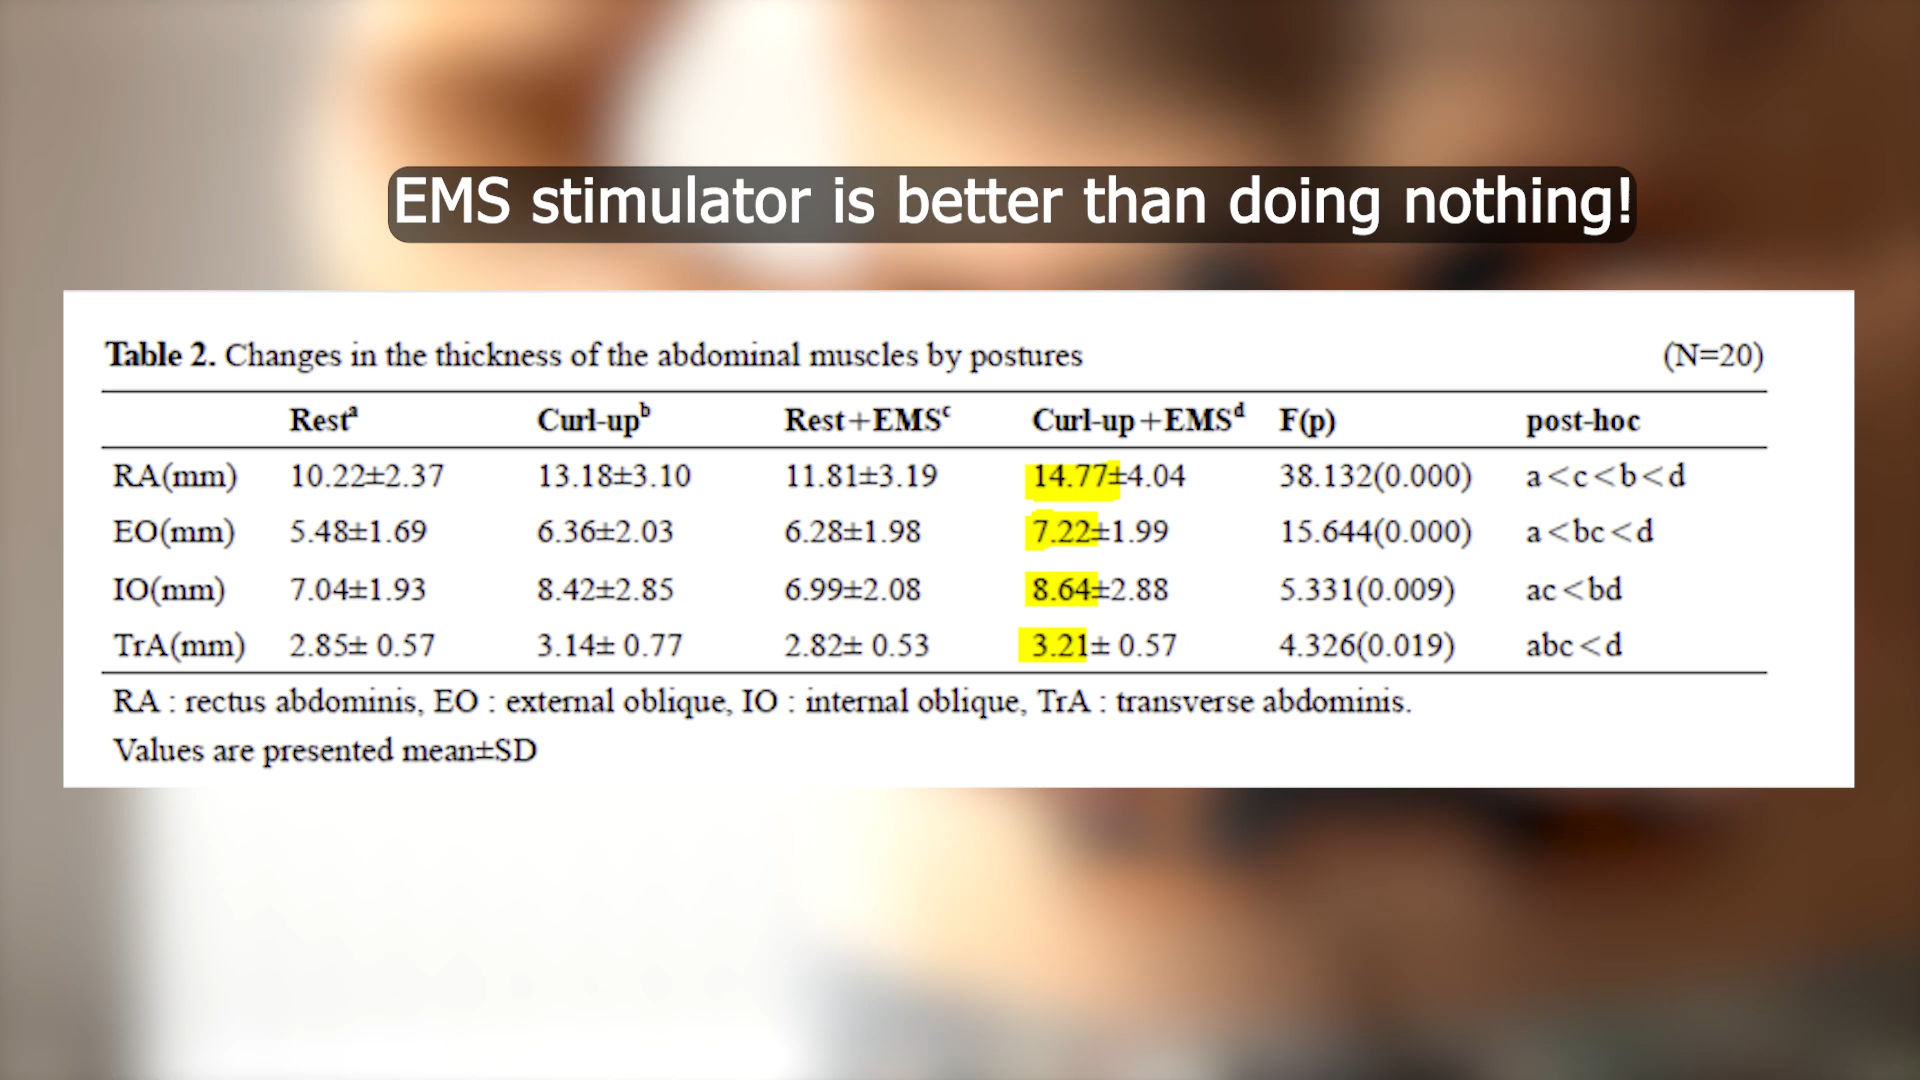 EMS stimulator is better than doing nothing!
Table 2. Changes in the thickness of the abdominal muscles by postures (N=20)
Restᵃ Curl-upᵇ Rest+EMSᶜ Curl-up+EMSᵈ F(p) post-hoc
RA(mm) 10.22±2.37 13.18±3.10 11.81±3.19 14.77±4.04 38.132(0.000) a<c<b<d
EO(mm) 5.48±1.69 6.36±2.03 6.28±1.98 7.22±1.99 15.644(0.000) a<bc<d
IO(mm) 7.04±1.93 8.42±2.85 6.99±2.08 8.64±2.88 5.331(0.009) ac<bd
TrA(mm) 2.85± 0.57 3.14± 0.77 2.82± 0.53 3.21± 0.57 4.326(0.019) abc<d
RA : rectus abdominis, EO : external oblique, IO : internal oblique, TrA : transverse abdominis.
Values are presented mean±SD